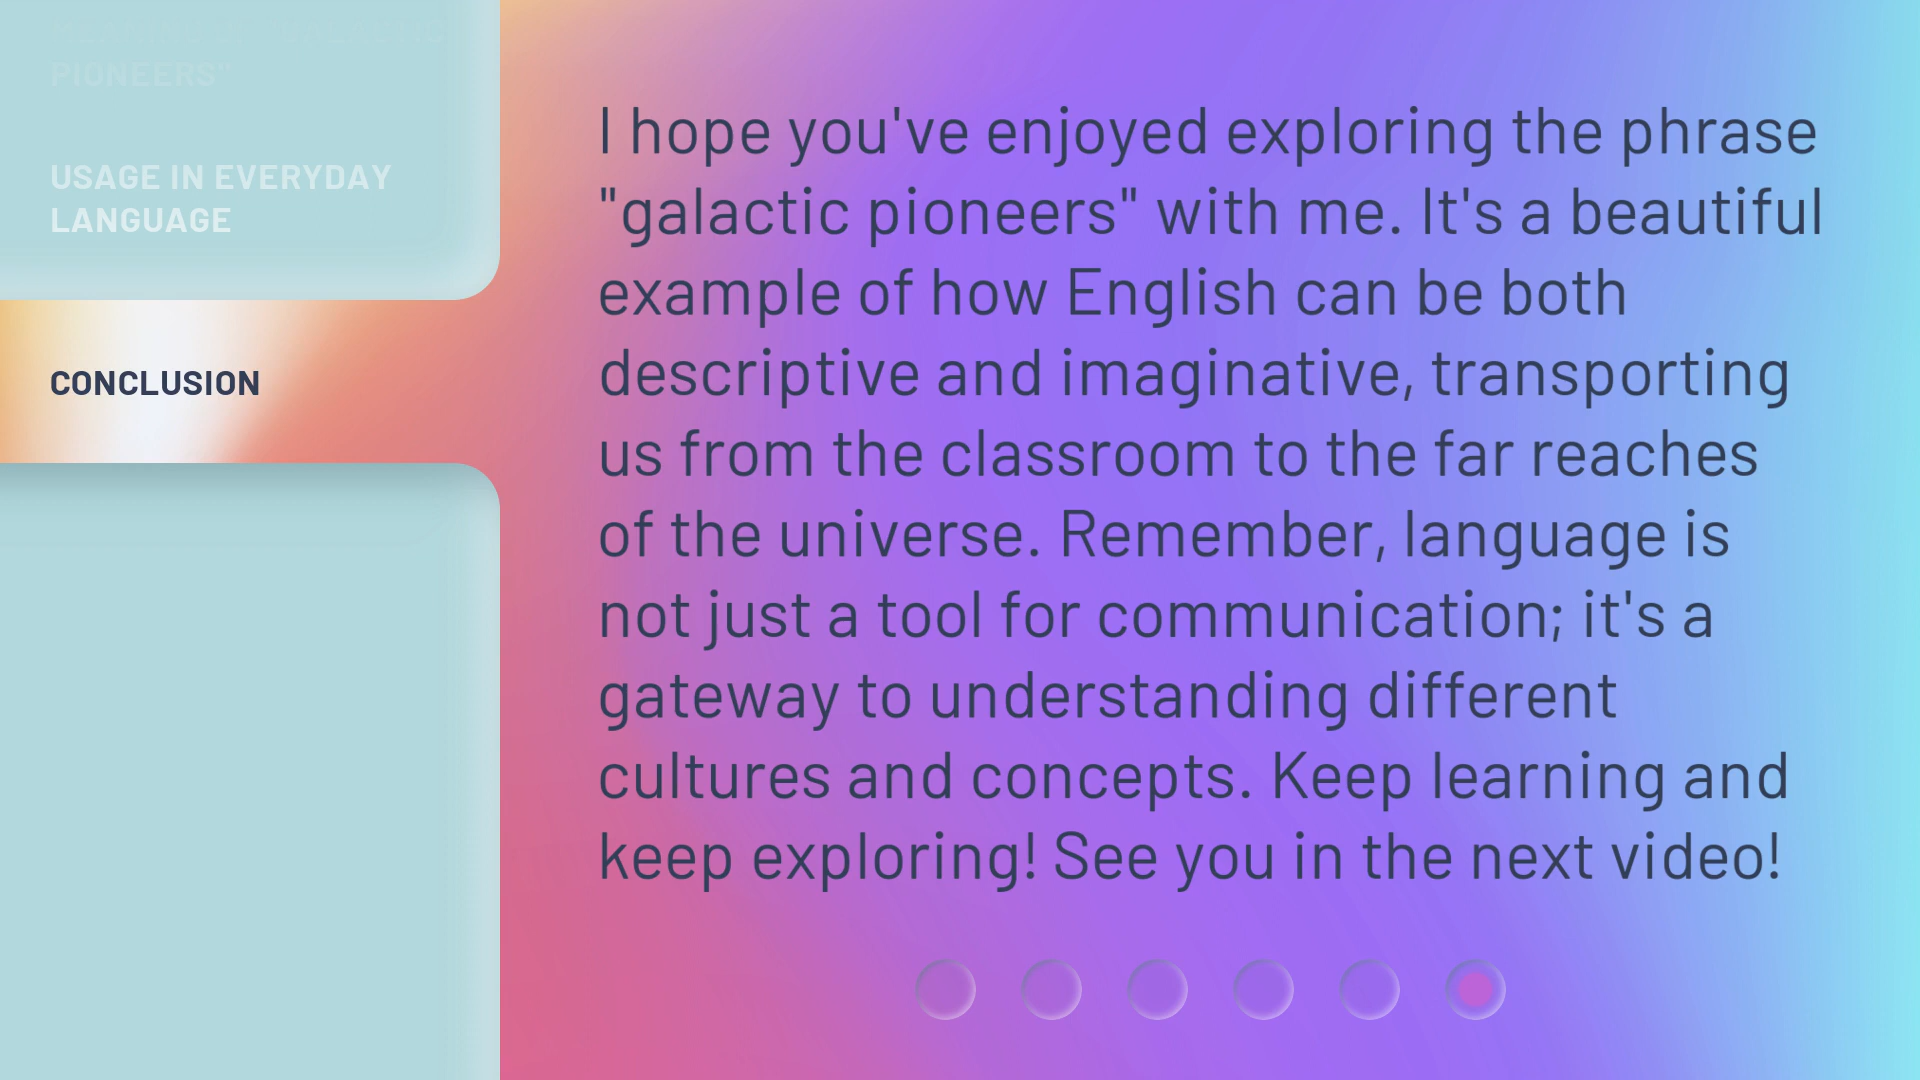 PIONEERS"
USAGE IN EVERYDAY
LANGUAGE
CONCLUSION
I hope you've enjoyed exploring the phrase
"galactic pioneers" with me. It's a beautiful
example of how English can be both
descriptive and imaginative, transporting
us from the classroom to the far reaches
of the universe. Remember, language is
not just a tool for communication; it's a
gateway to understanding different
cultures and concepts. Keep learning and
keep exploring! See you in the next video!